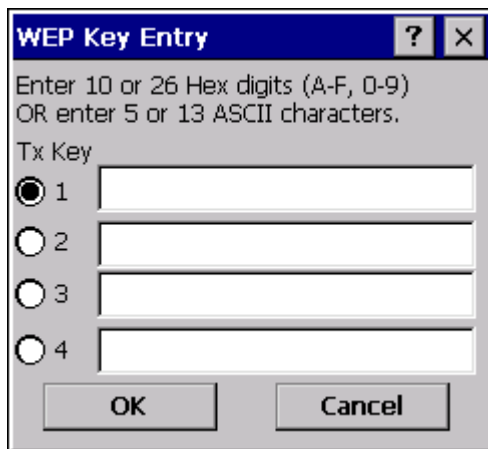 WEP Key Entry ? ×
Enter 10 or 26 Hex digits (A-F, 0-9)
OR enter 5 or 13 ASCII characters.
Tx Key
1
2
3
4
OK Cancel